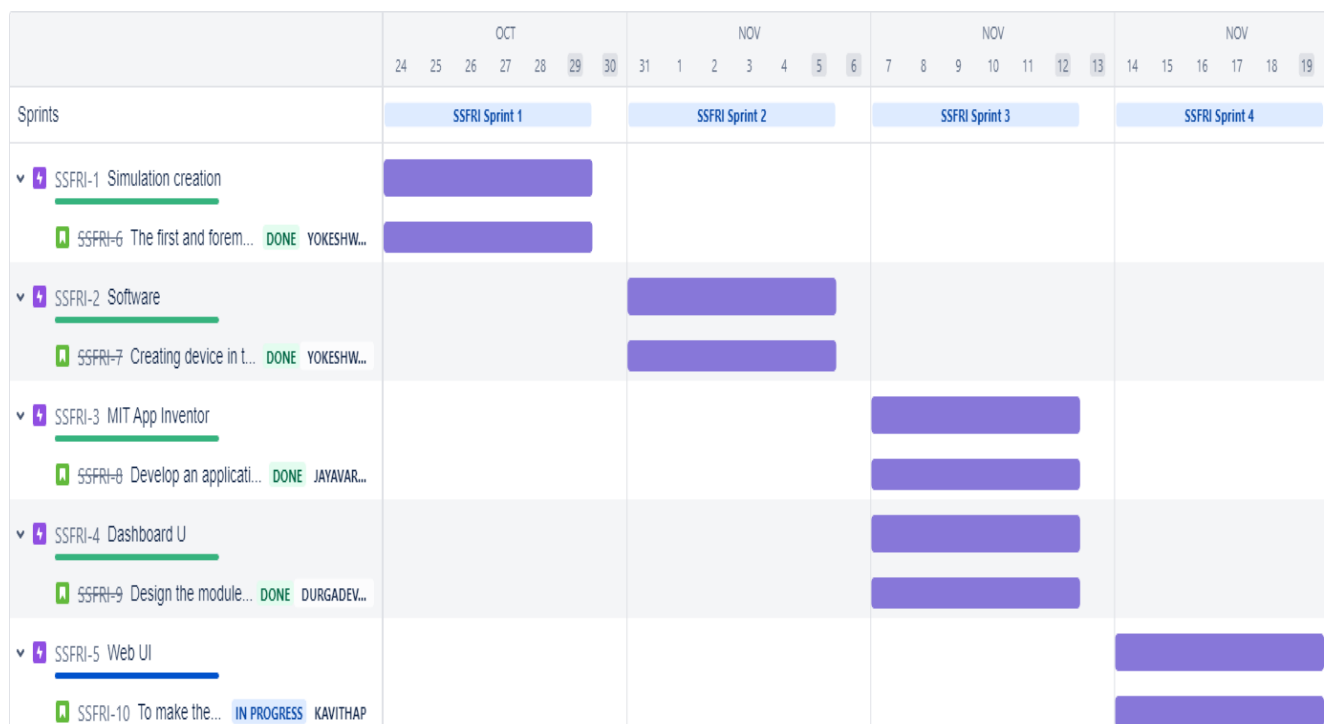 OCT NOV NOV NOV
24 25 26 27 28 29 30 31 1 2 3 4 5 6 7 8 9 10 11 12 13 14 15 16 17 18 19
Sprints SSFRI Sprint 1 SSFRI Sprint 2 SSFRI Sprint 3 SSFRI Sprint 4
SSFRI-1 Simulation creation
SSFRI-6 The first and forem... DONE YOKESHW...
SSFRI-2 Software
SSFRI-7 Creating device in t... DONE YOKESHW...
SSFRI-3 MIT App Inventor
SSFRI-8 Develop an applicati... DONE JAYAVAR...
SSFRI-4 Dashboard U
SSFRI-9 Design the module... DONE DURGADEV...
SSFRI-5 Web UI
SSFRI-10 To make the... IN PROGRESS KAVITHAP